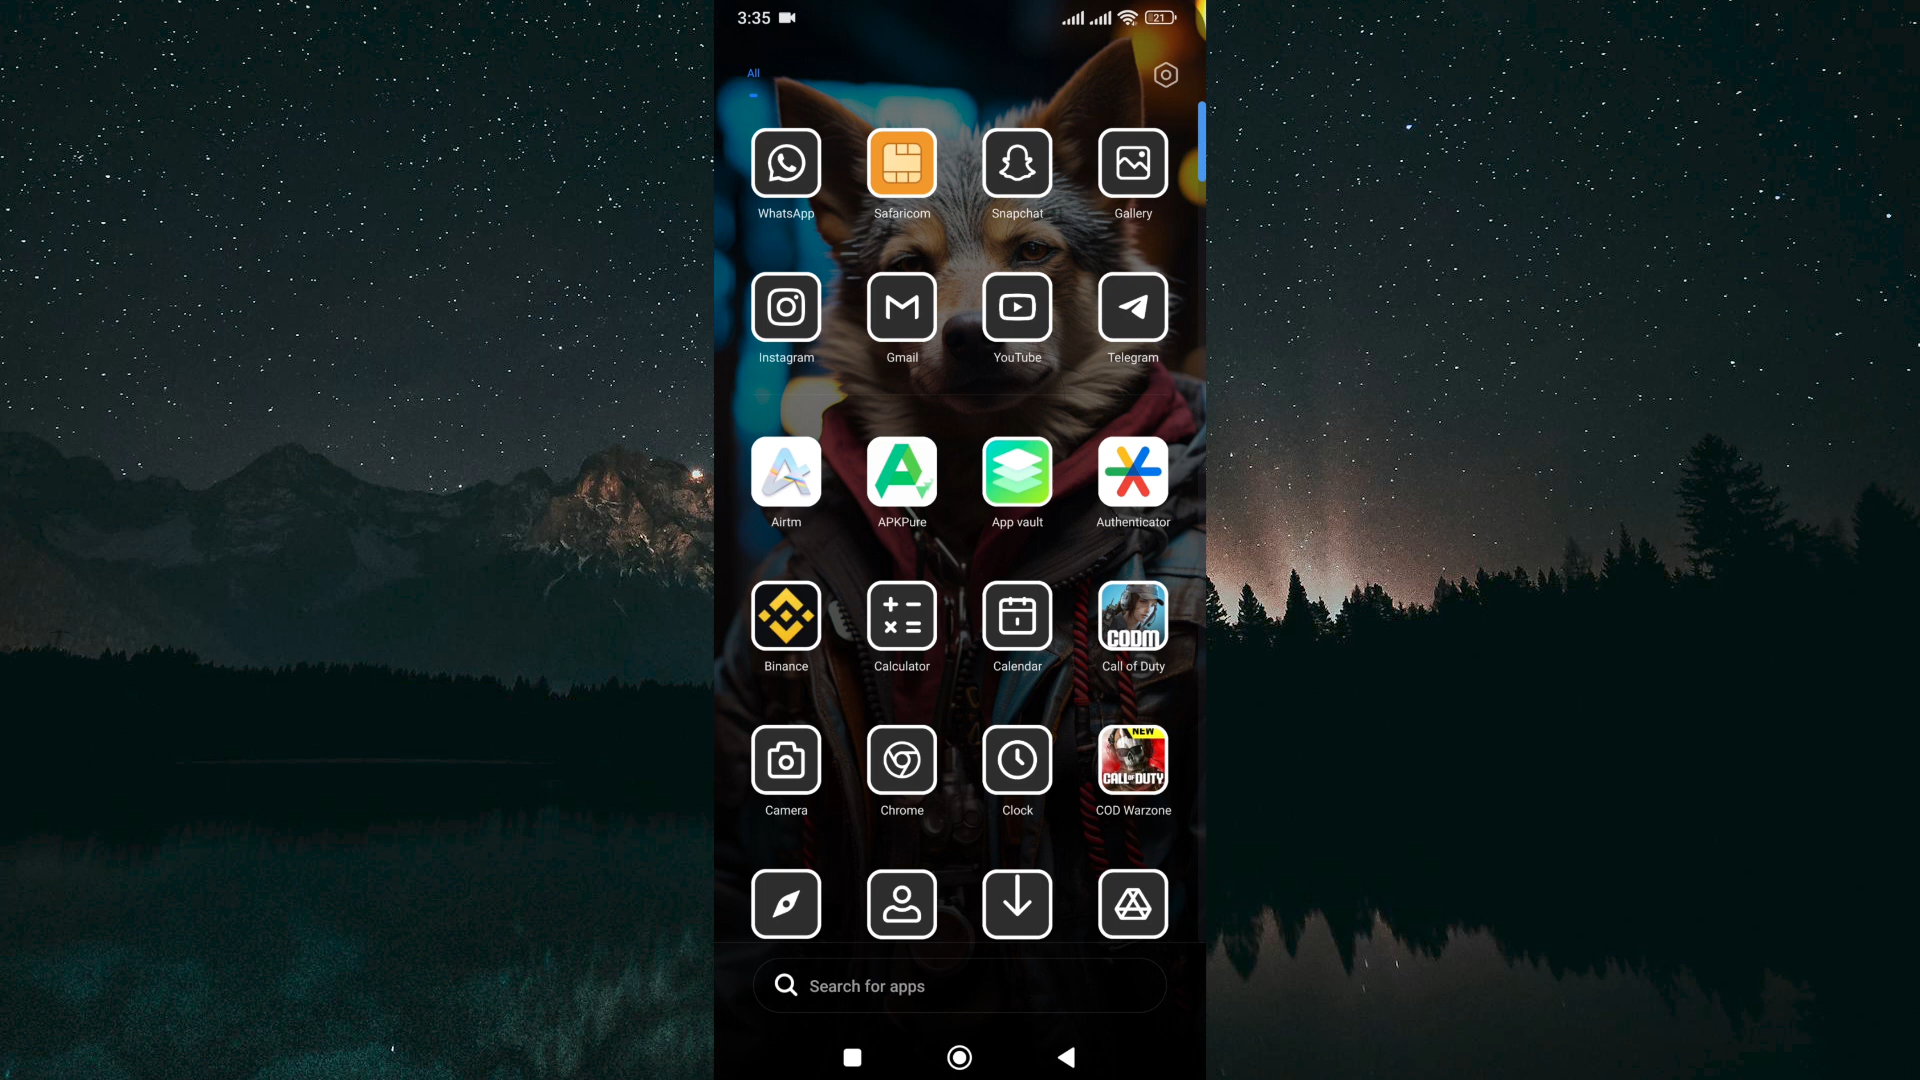 3:35
21
All
WhatsApp Safaricom Snapchat Gallery
Instagram Gmail YouTube Telegram
Airtm APKPure App vault Authenticator
CODM
Binance Calculator Calendar Call of Duty
NEW
CALL OF DUTY
Camera Chrome Clock COD Warzone
Search for apps